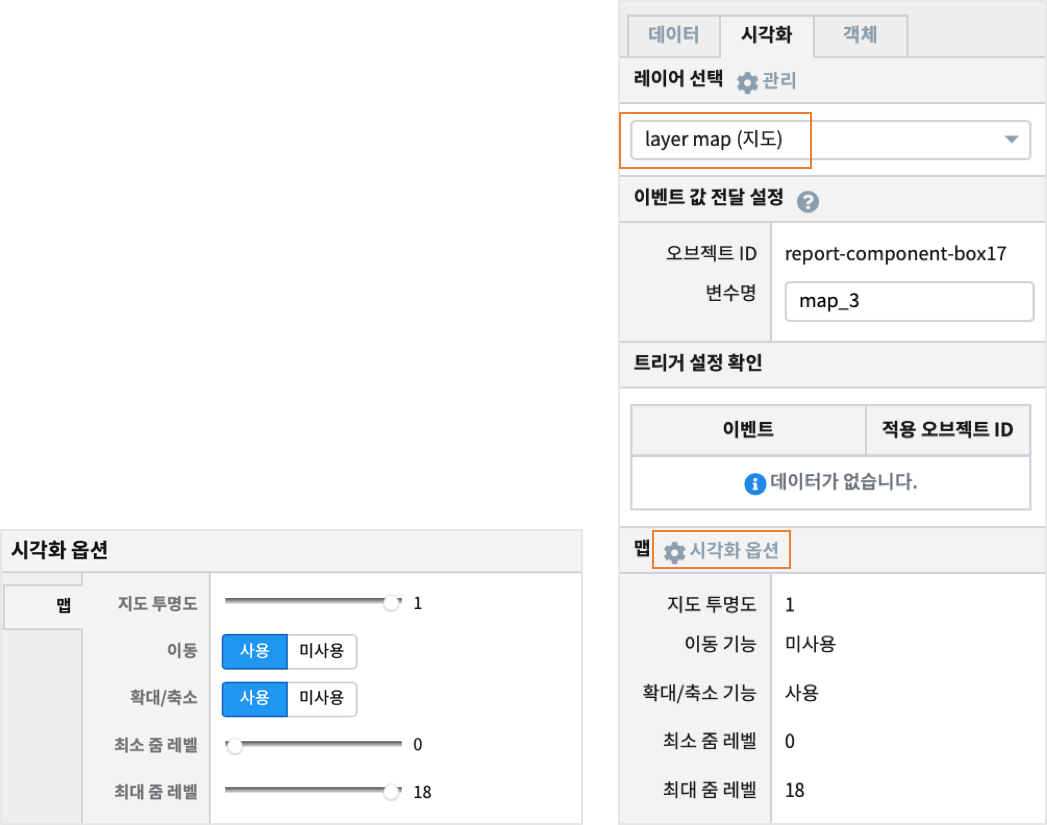 데이터 시각화 객체
레이어 선택 관리
layer map (지도)
이벤트 값 전달 설정 ?
오브젝트 ID report-component-box17
변수명 map_3
트리거 설정 확인
이벤트 적용 오브젝트 ID
데이터가 없습니다.
맵 시각화 옵션
지도 투명도 1
이동 기능 미사용
확대/축소 기능 사용
최소 줌 레벨 0
최대 줌 레벨 18
시각화 옵션
맵
지도 투명도 1
이동 사용 미사용
확대/축소 사용 미사용
최소 줌 레벨 0
최대 줌 레벨 18